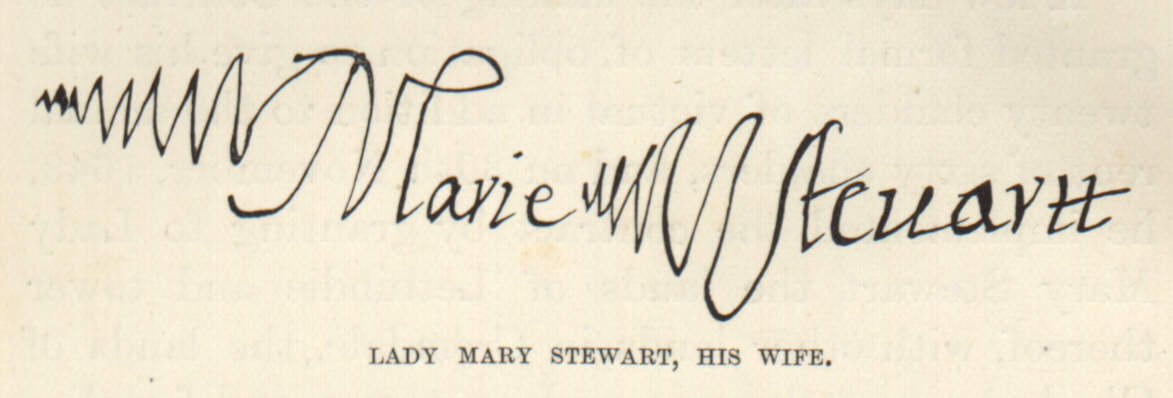 Marie Steuartt
LADY MARY STEWART, HIS WIFE.